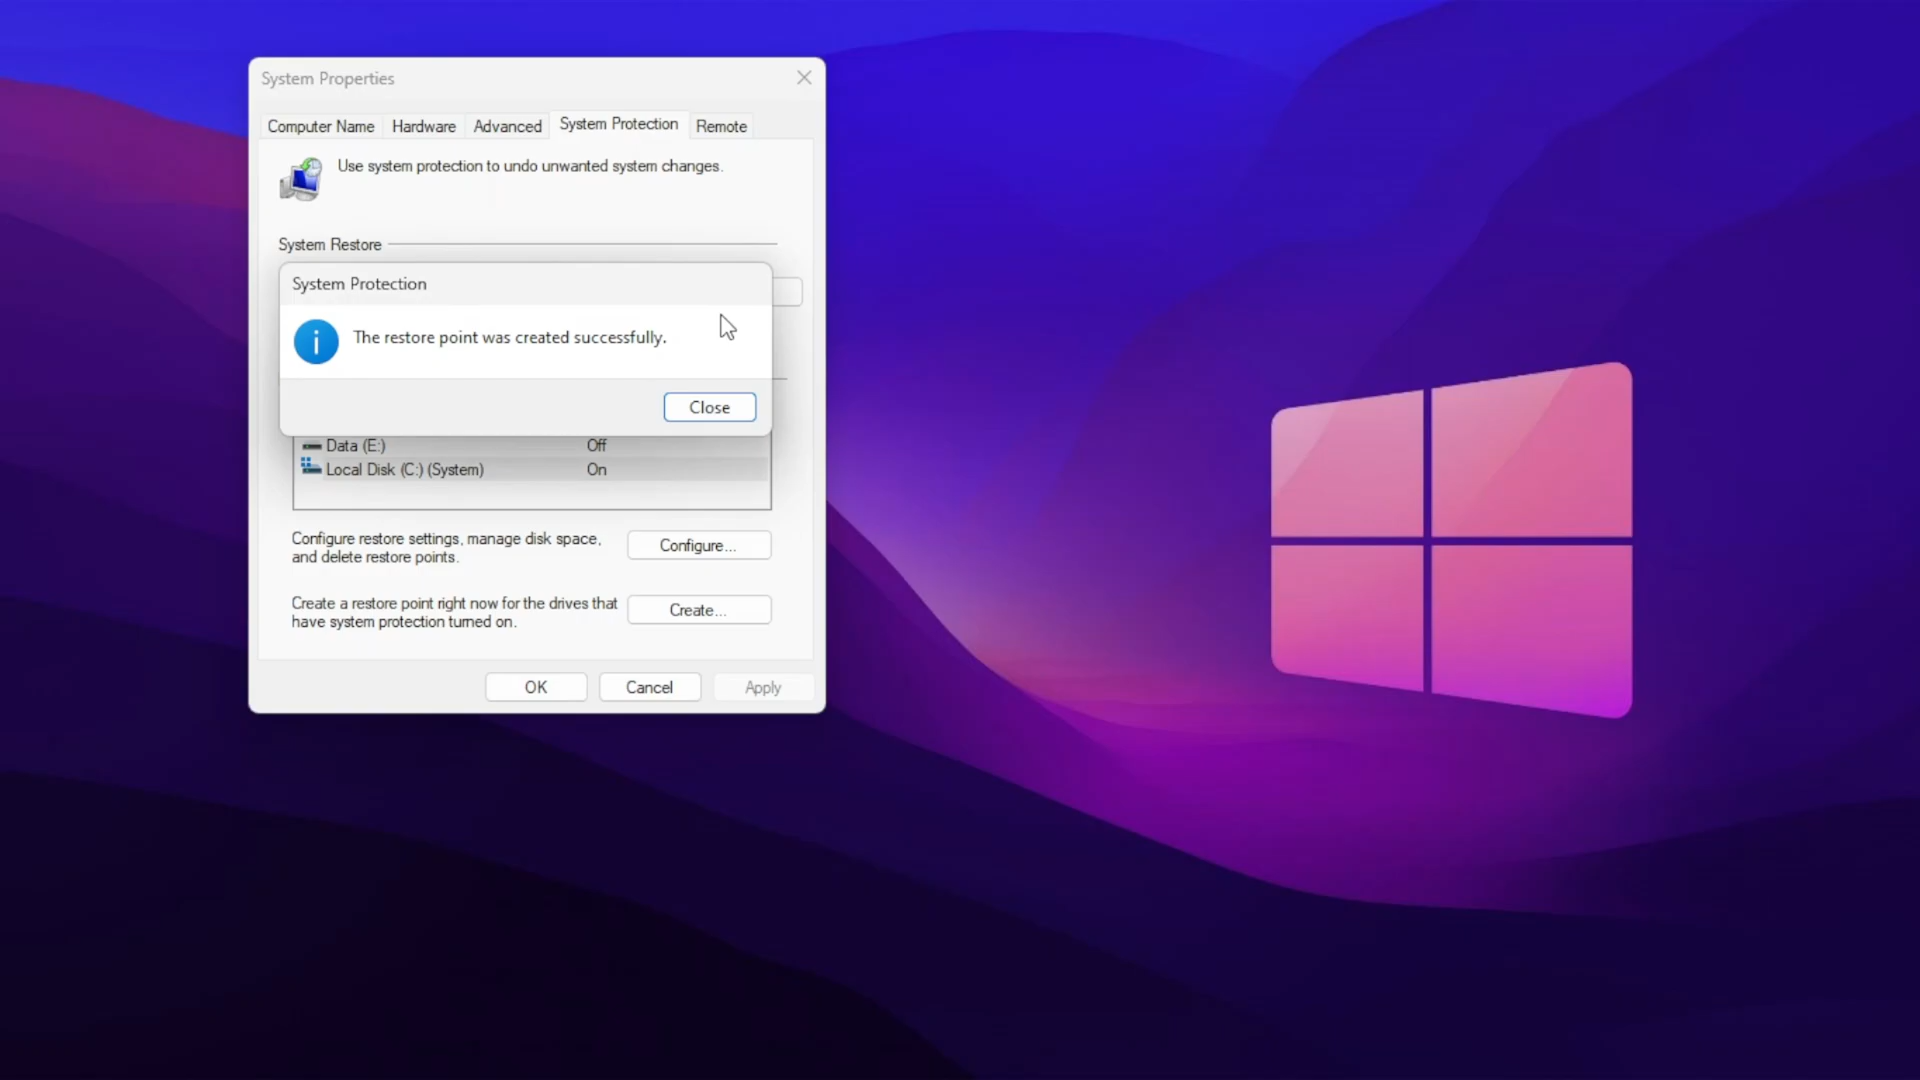 System Properties
Computer Name Hardware Advanced System Protection Remote
Use system protection to undo unwanted system changes.
System Restore
System Protection
The restore point was created successfully.
Close
Data (E:) Off
Local Disk (C:) (System) On
Configure restore settings, manage disk space,
and delete restore points.
Configure...
Create a restore point right now for the drives that
have system protection turned on.
Create...
OK Cancel Apply